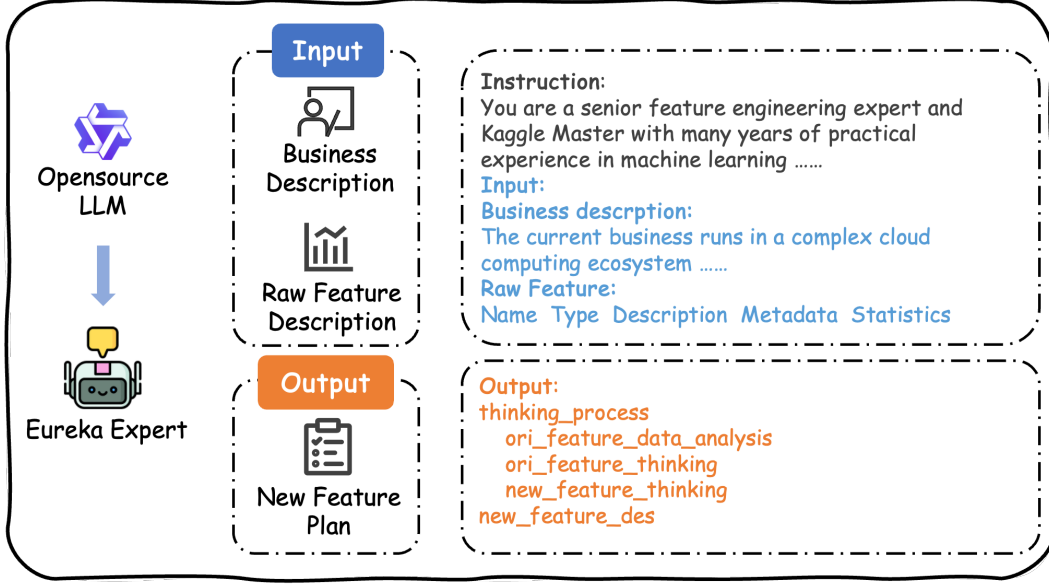 Opensource
LLM
Eureka Expert
Input
Business
Description
Raw Feature
Description
Output
New Feature
Plan
Instruction:
You are a senior feature engineering expert and
Kaggle Master with many years of practical
experience in machine learning ......
Input:
Business descrption:
The current business runs in a complex cloud
computing ecosystem ......
Raw Feature:
Name Type Description Metadata Statistics
Output:
thinking_process
ori_feature_data_analysis
ori_feature_thinking
new_feature_thinking
new_feature_des